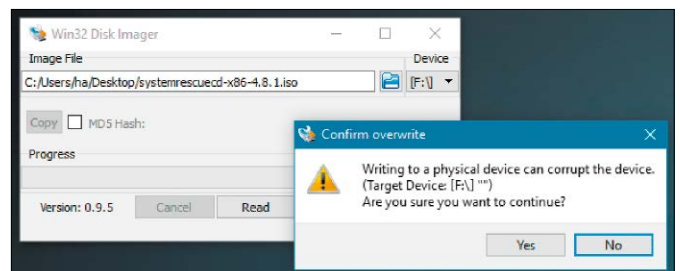 Win32 Disk Imager
Image File
Device
C:/Users/ha/Desktop/systemrescuecd-x86-4.8.1.iso
[F:\]
Copy
MD5 Hash:
Progress
Version: 0.9.5
Cancel
Read
Confirm overwrite
Writing to a physical device can corrupt the device.
(Target Device: [F:\] "")
Are you sure you want to continue?
Yes
No